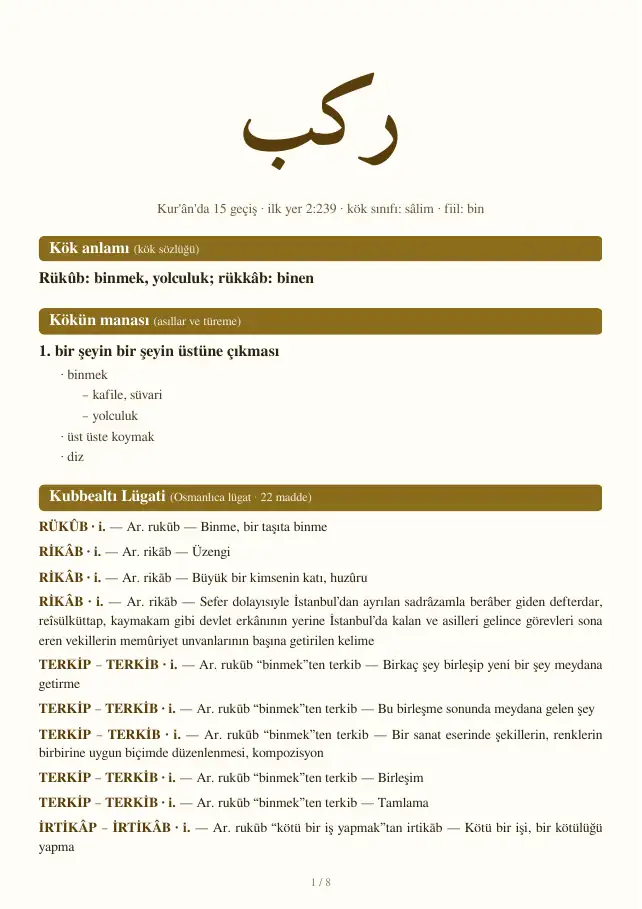 ركب
Kur'ân'da 15 geçiş · ilk yer 2:239 · kök sınıfı: sâlim · fiil: bin
Kök anlamı (kök sözlüğü)
Rükûb: binmek, yolculuk; rükkâb: binen
Kökün manası (asıllar ve türeme)
1. bir şeyin bir şeyin üstüne çıkması
· binmek
– kafile, süvari
– yolculuk
· üst üste koymak
· diz
Kubbealtı Lügati (Osmanlıca lügat · 22 madde)
RÜKÛB · i. — Ar. rukūb — Binme, bir taşıta binme
RİKÂB · i. — Ar. rikāb — Üzengi
RİKÂB · i. — Ar. rikāb — Büyük bir kimsenin katı, huzûru
RİKÂB · i. — Ar. rikāb — Sefer dolayısıyle İstanbul'dan ayrılan sadrâzamla berâber giden defterdar,
reîsülküttap, kaymakam gibi devlet erkânının yerine İstanbul'da kalan ve asilleri gelince görevleri sona
eren vekillerin memûriyet unvanlarının başına getirilen kelime
TERKİP – TERKİB · i. — Ar. rukūb “binmek”ten terkіb — Birkaç şey birleşip yeni bir şey meydana
getirme
TERKİP – TERKİB · i. — Ar. rukūb “binmek”ten terkib — Bu birleşme sonunda meydana gelen şey
TERKİP – TERKİB · i. — Ar. rukūb “binmek”ten terkib — Bir sanat eserinde şekillerin, renklerin
birbirine uygun biçimde düzenlenmesi, kompozisyon
TERKİP – TERKİB · i. — Ar. rukūb “binmek”ten terkib — Birleşim
TERKİP – TERKİB · i. — Ar. rukūb “binmek”ten terkib — Tamlama
İRTİKÂP – İRTİKÂB · i. — Ar. rukūb “kötü bir iş yapmak”tan irtikāb — Kötü bir işi, bir kötülüğü
yapma
1 / 8